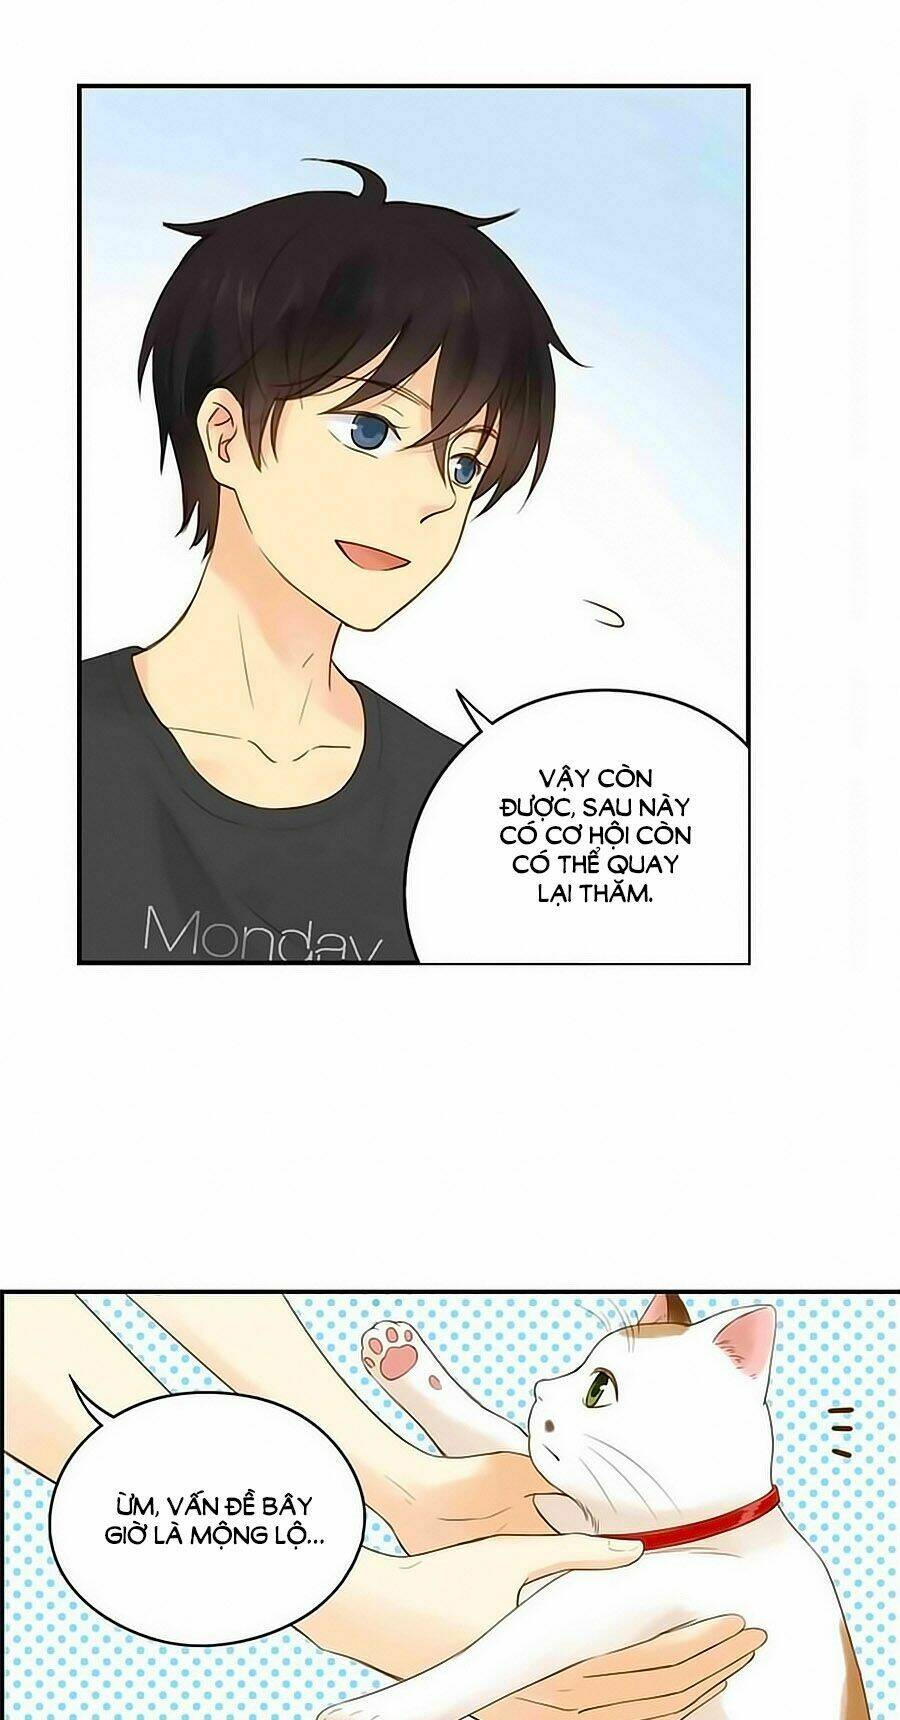 VẬY CÒN
ĐƯỢC, SAU NÀY
CÓ CƠ HỘI CÒN
CÓ THỂ QUAY
LẠI THĂM.
Monday
ỪM, VẤN ĐỀ BÂY
GIỜ LÀ MỘNG LỘ...